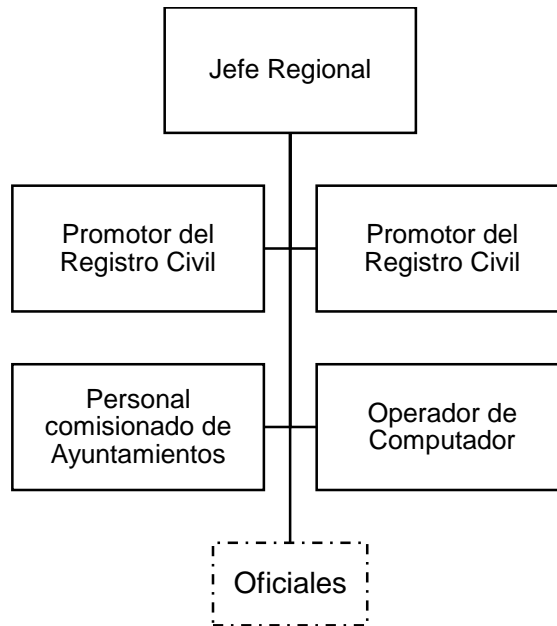 Jefe Regional
Promotor del
Registro Civil
Promotor del
Registro Civil
Personal
comisionado de
Ayuntamientos
Operador de
Computador
Oficiales